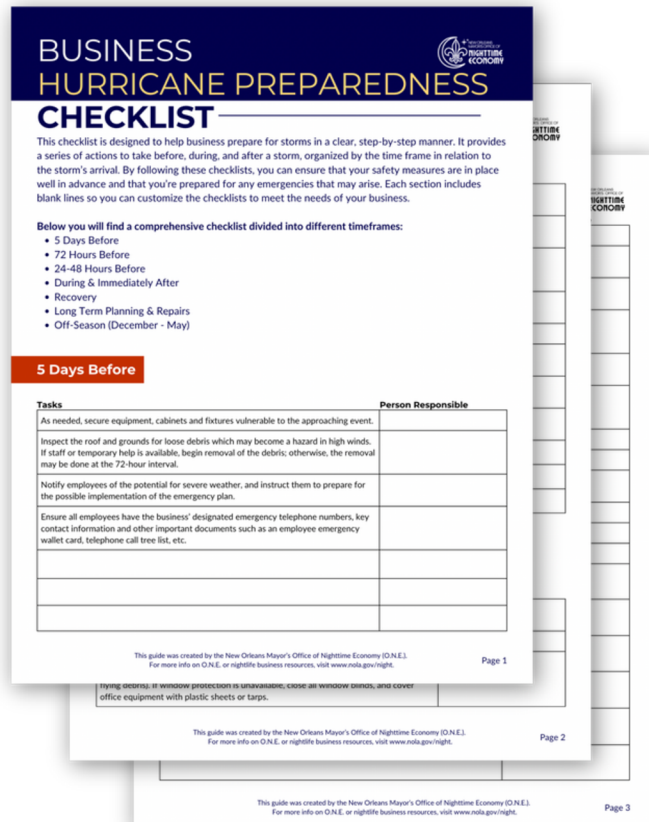 BUSINESS
HURRICANE PREPAREDNESS
CHECKLIST
NEW ORLEANS
MAYOR'S OFFICE OF
NIGHTTIME
ECONOMY
This checklist is designed to help business prepare for storms in a clear, step-by-step manner. It provides
a series of actions to take before, during, and after a storm, organized by the time frame in relation to
the storm's arrival. By following these checklists, you can ensure that your safety measures are in place
well in advance and that you're prepared for any emergencies that may arise. Each section includes
blank lines so you can customize the checklists to meet the needs of your business.
Below you will find a comprehensive checklist divided into different timeframes:
• 5 Days Before
• 72 Hours Before
• 24-48 Hours Before
• During & Immediately After
• Recovery
• Long Term Planning & Repairs
• Off-Season (December - May)
5 Days Before
Tasks Person Responsible
As needed, secure equipment, cabinets and fixtures vulnerable to the approaching event.
Inspect the roof and grounds for loose debris which may become a hazard in high winds.
If staff or temporary help is available, begin removal of the debris; otherwise, the removal
may be done at the 72-hour interval.
Notify employees of the potential for severe weather, and instruct them to prepare for
the possible implementation of the emergency plan.
Ensure all employees have the business' designated emergency telephone numbers, key
contact information and other important documents such as an employee emergency
wallet card, telephone call tree list, etc.
This guide was created by the New Orleans Mayor's Office of Nighttime Economy (O.N.E.).
For more info on O.N.E. or nightlife business resources, visit www.nola.gov/night.
Page 1
flying debris). If window protection is unavailable, close all window blinds, and cover
office equipment with plastic sheets or tarps.
This guide was created by the New Orleans Mayor's Office of Nighttime Economy (O.N.E.).
For more info on O.N.E. or nightlife business resources, visit www.nola.gov/night.
Page 2
This guide was created by the New Orleans Mayor's Office of Nighttime Economy (O.N.E.).
For more info on O.N.E. or nightlife business resources, visit www.nola.gov/night.
Page 3